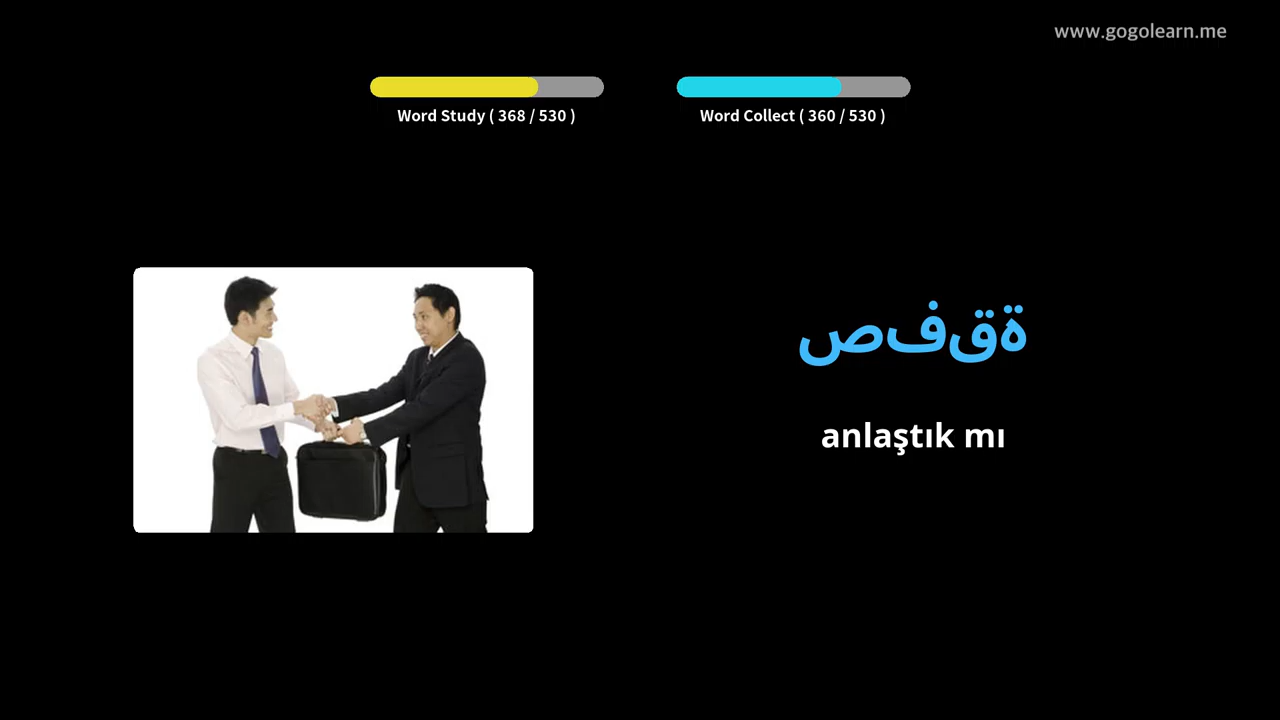 www.gogolearn.me
Word Study ( 368 / 530 )
Word Collect ( 360 / 530 )
صفقة
anlaştık mı